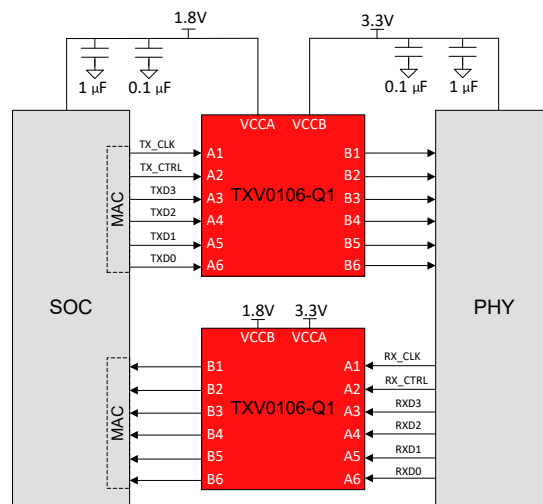 1.8V
3.3V
1 µF
0.1 µF
0.1 µF
1 µF
VCCA
VCCB
TX_CLK
A1
B1
TX_CTRL
A2
B2
TXD3
A3
TXV0106-Q1
B3
TXD2
A4
B4
TXD1
A5
B5
TXD0
A6
B6
MAC
SOC
PHY
1.8V
3.3V
VCCB
VCCA
B1
A1
RX_CLK
B2
A2
RX_CTRL
B3
TXV0106-Q1
A3
RXD3
B4
A4
RXD2
B5
A5
RXD1
B6
A6
RXD0
MAC